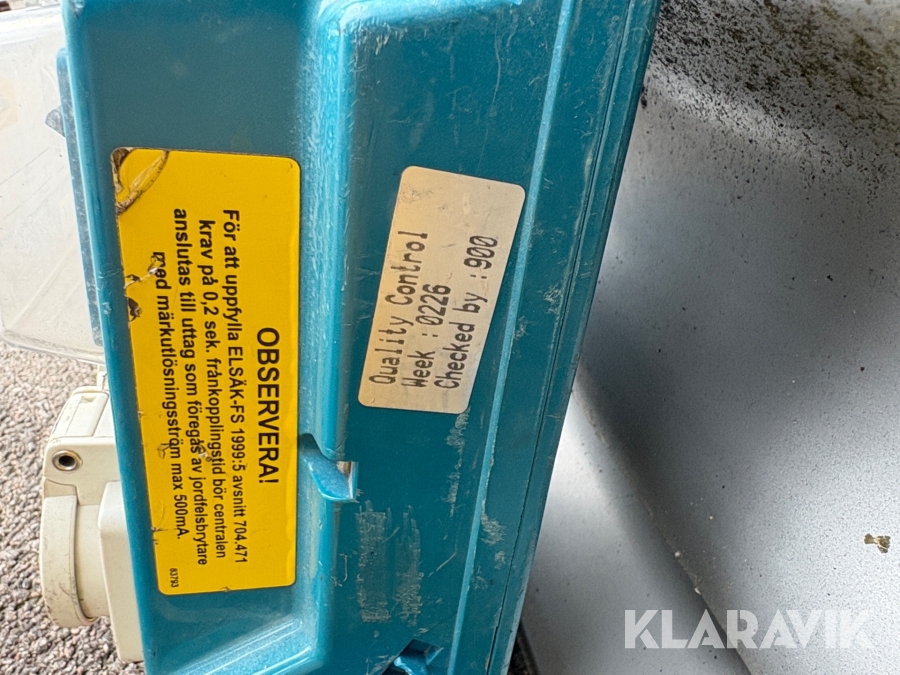 OBSERVERA!
För att uppfylla ELSÄK-FS 1999:5 avsnitt 704.471
krav på 0,2 sek. frånkopplingstid bör centralen
anslutas till uttag som föregås av jordfelsbrytare
med märkutlösningsström max 500mA.
83793
Quality Control
Week : 0226
Checked by : 900
KLARAVIK